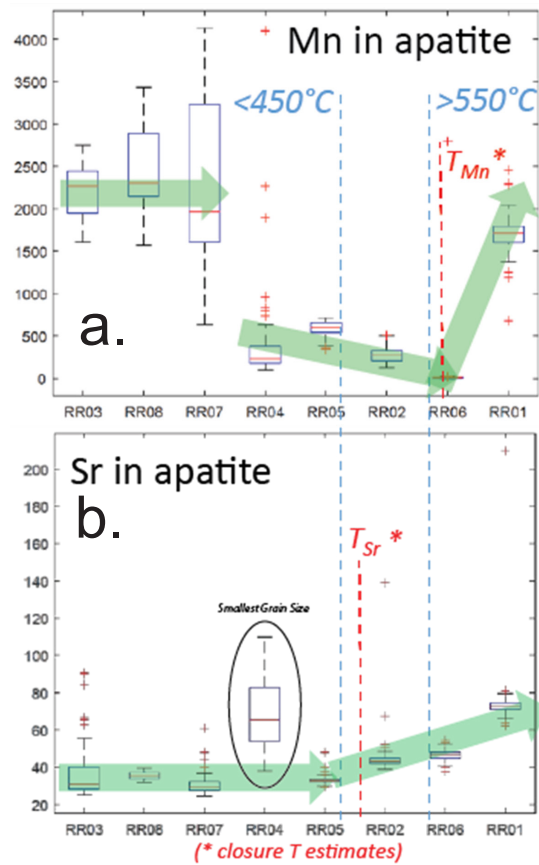 Mn in apatite
4000
<450°C
>550°C
3500
T Mn *
3000
2500
2000
1500
a.
1000
500
0
RR03 RR08 RR07 RR04 RR05 RR02 RR06 RR01
Sr in apatite
200
b.
180
160
T Sr *
140
120
Smallest Grain Size
100
80
60
40
20
RR03 RR08 RR07 RR04 RR05 RR02 RR06 RR01
(* closure T estimates)